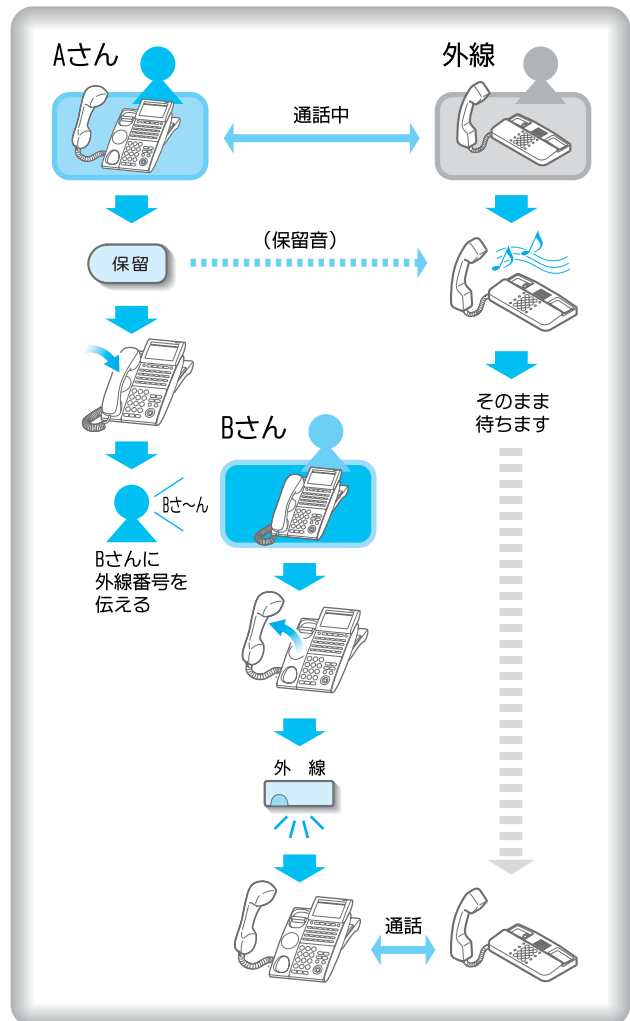 Aさん
外線
通話中
保留
(保留音)
そのまま
待ちます
Bさん
Bさ~ん
Bさんに
外線番号を
伝える
外 線
通話